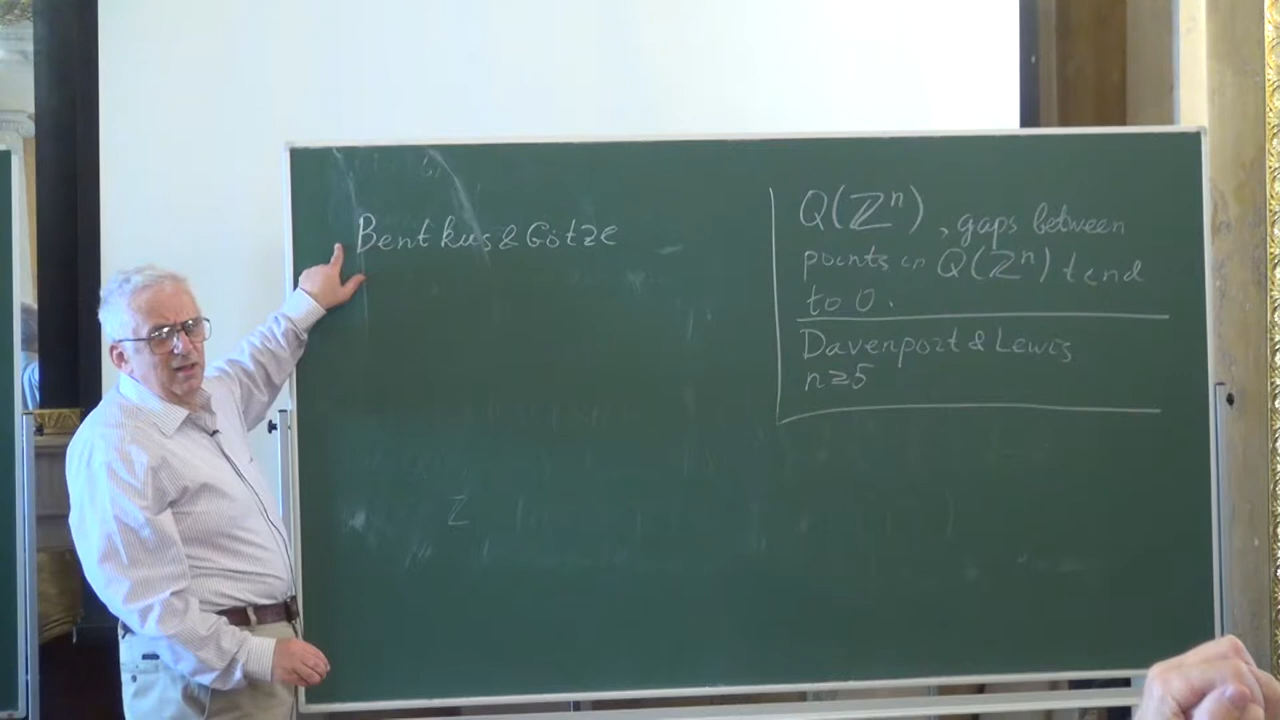 Bentkus & Götze
Q(ℤⁿ), gaps between
points in Q(ℤⁿ) tend
to 0.
Davenport & Lewis
n ≥ 5
Z